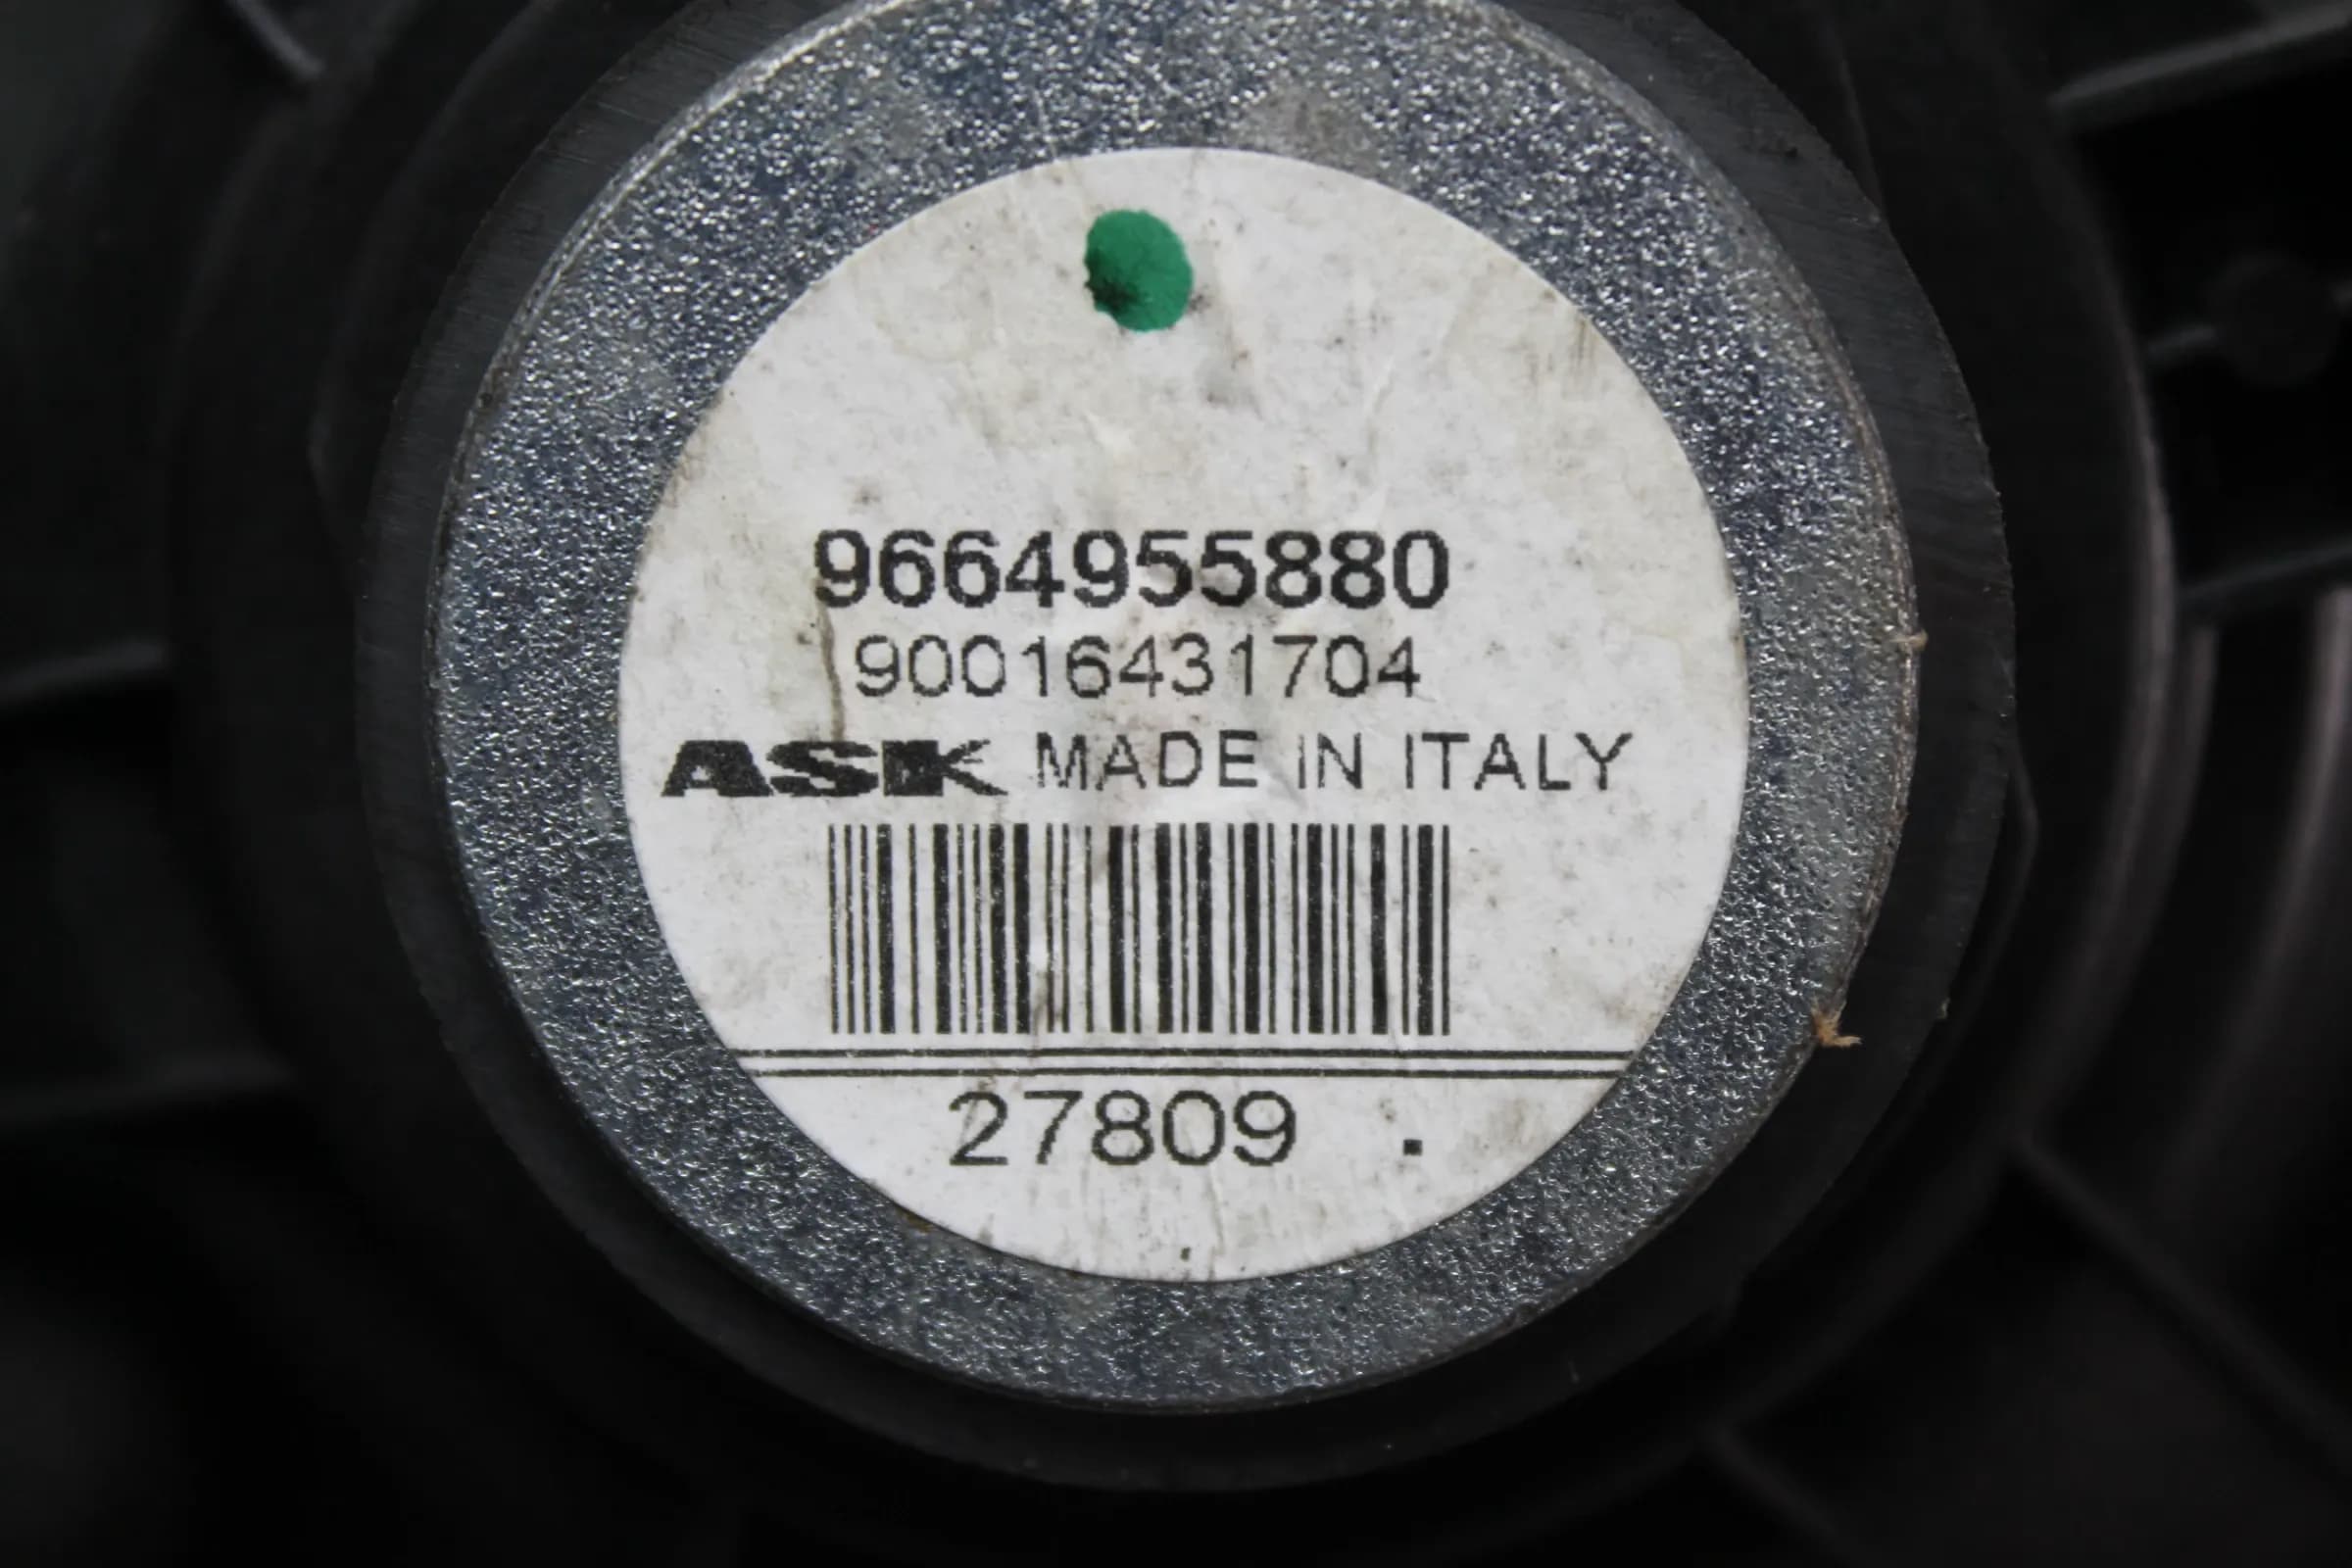 9664955880
90016431704
ASK MADE IN ITALY
27809 .